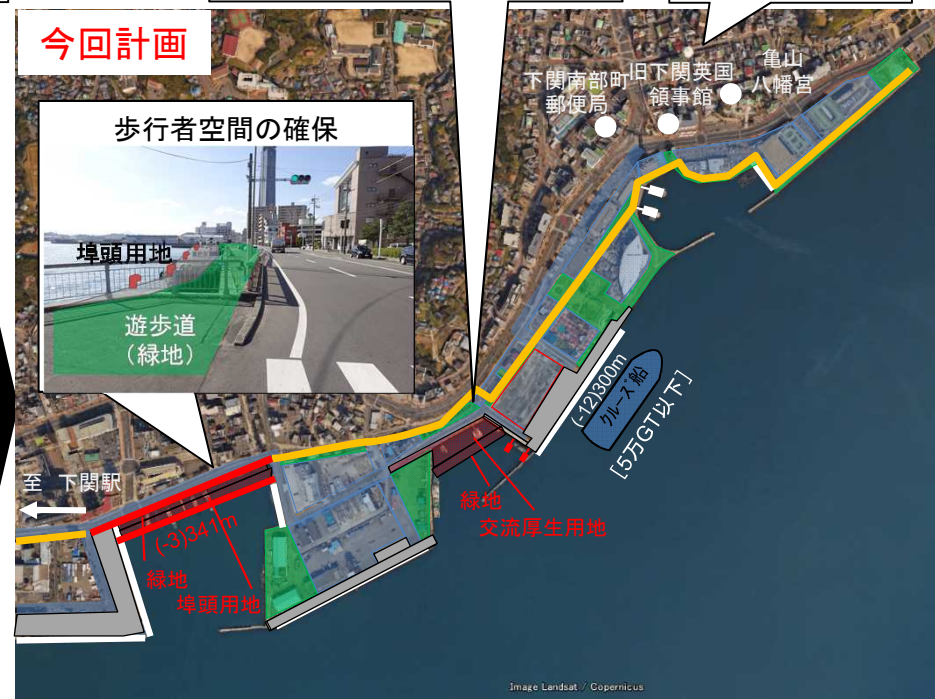 今回計画
歩行者空間の確保
埠頭用地
遊歩道
(緑地)
下関南部町
郵便局
旧下関英国
領事館
亀山
八幡宮
(-12)300m
クルーズ船
[5万GT以下]
至 下関駅
(-3)341m
緑地
埠頭用地
緑地
交流厚生用地
Image Landsat / Copernicus